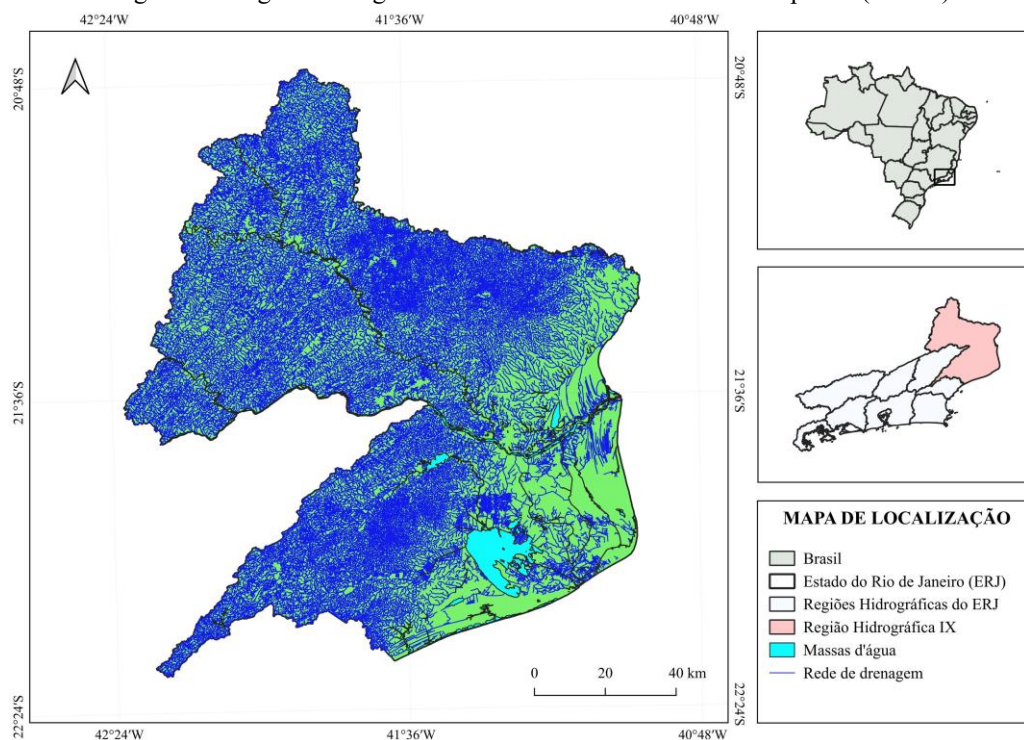 42°24'W 41°36'W 40°48'W
20°48'S
20°48'S
21°36'S
21°36'S
0 20 40 km
22°24'S
22°24'S
42°24'W 41°36'W 40°48'W
MAPA DE LOCALIZAÇÃO
Brasil
Estado do Rio de Janeiro (ERJ)
Regiões Hidrográficas do ERJ
Região Hidrográfica IX
Massas d'água
Rede de drenagem